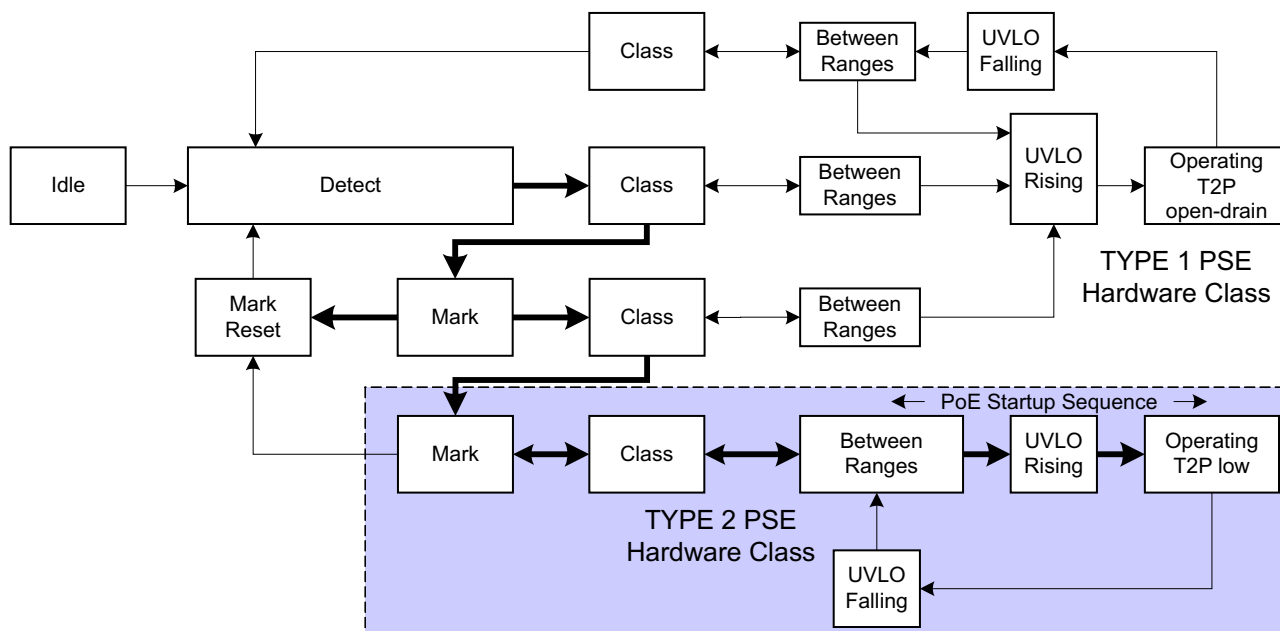 Class
Between
Ranges
UVLO
Falling
Idle
Detect
Class
Between
Ranges
UVLO
Rising
Operating
T2P
open-drain
TYPE 1 PSE
Hardware Class
Mark
Reset
Mark
Class
Between
Ranges
PoE Startup Sequence
Mark
Class
Between
Ranges
UVLO
Rising
Operating
T2P low
TYPE 2 PSE
Hardware Class
UVLO
Falling